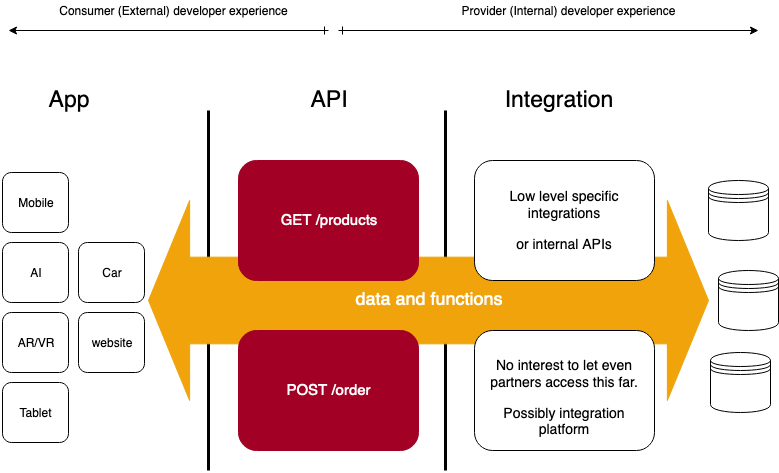 Consumer (External) developer experience
Provider (Internal) developer experience
App
API
Integration
Mobile
AI
Car
AR/VR
website
Tablet
GET /products
Low level specific
integrations
or internal APIs
data and functions
POST /order
No interest to let even
partners access this far.
Possibly integration
platform